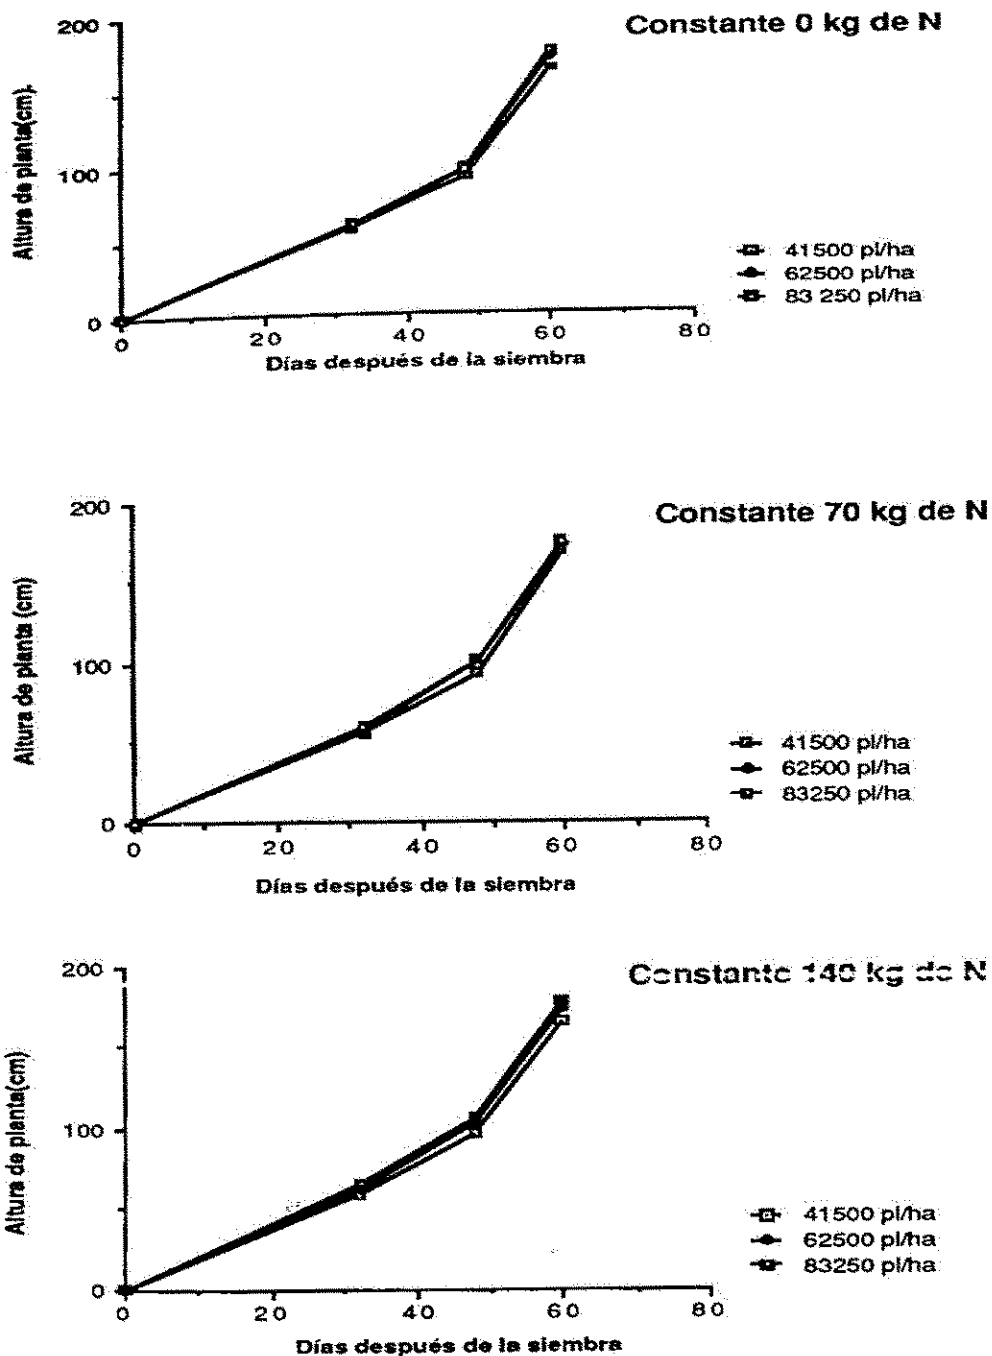 Constante 0 kg de N
200
100
0
Altura de planta(cm).
41500 pl/ha
62500 pl/ha
83 250 pl/ha
0 20 40 60 80
Días después de la siembra
Constante 70 kg de N
200
100
0
Altura de planta (cm)
41500 pl/ha
62500 pl/ha
83250 pl/ha
0 20 40 60 80
Días después de la siembra
Constante 140 kg de N
200
100
0
Altura de planta(cm)
41500 pl/ha
62500 pl/ha
83250 pl/ha
0 20 40 60 80
Días después de la siembra